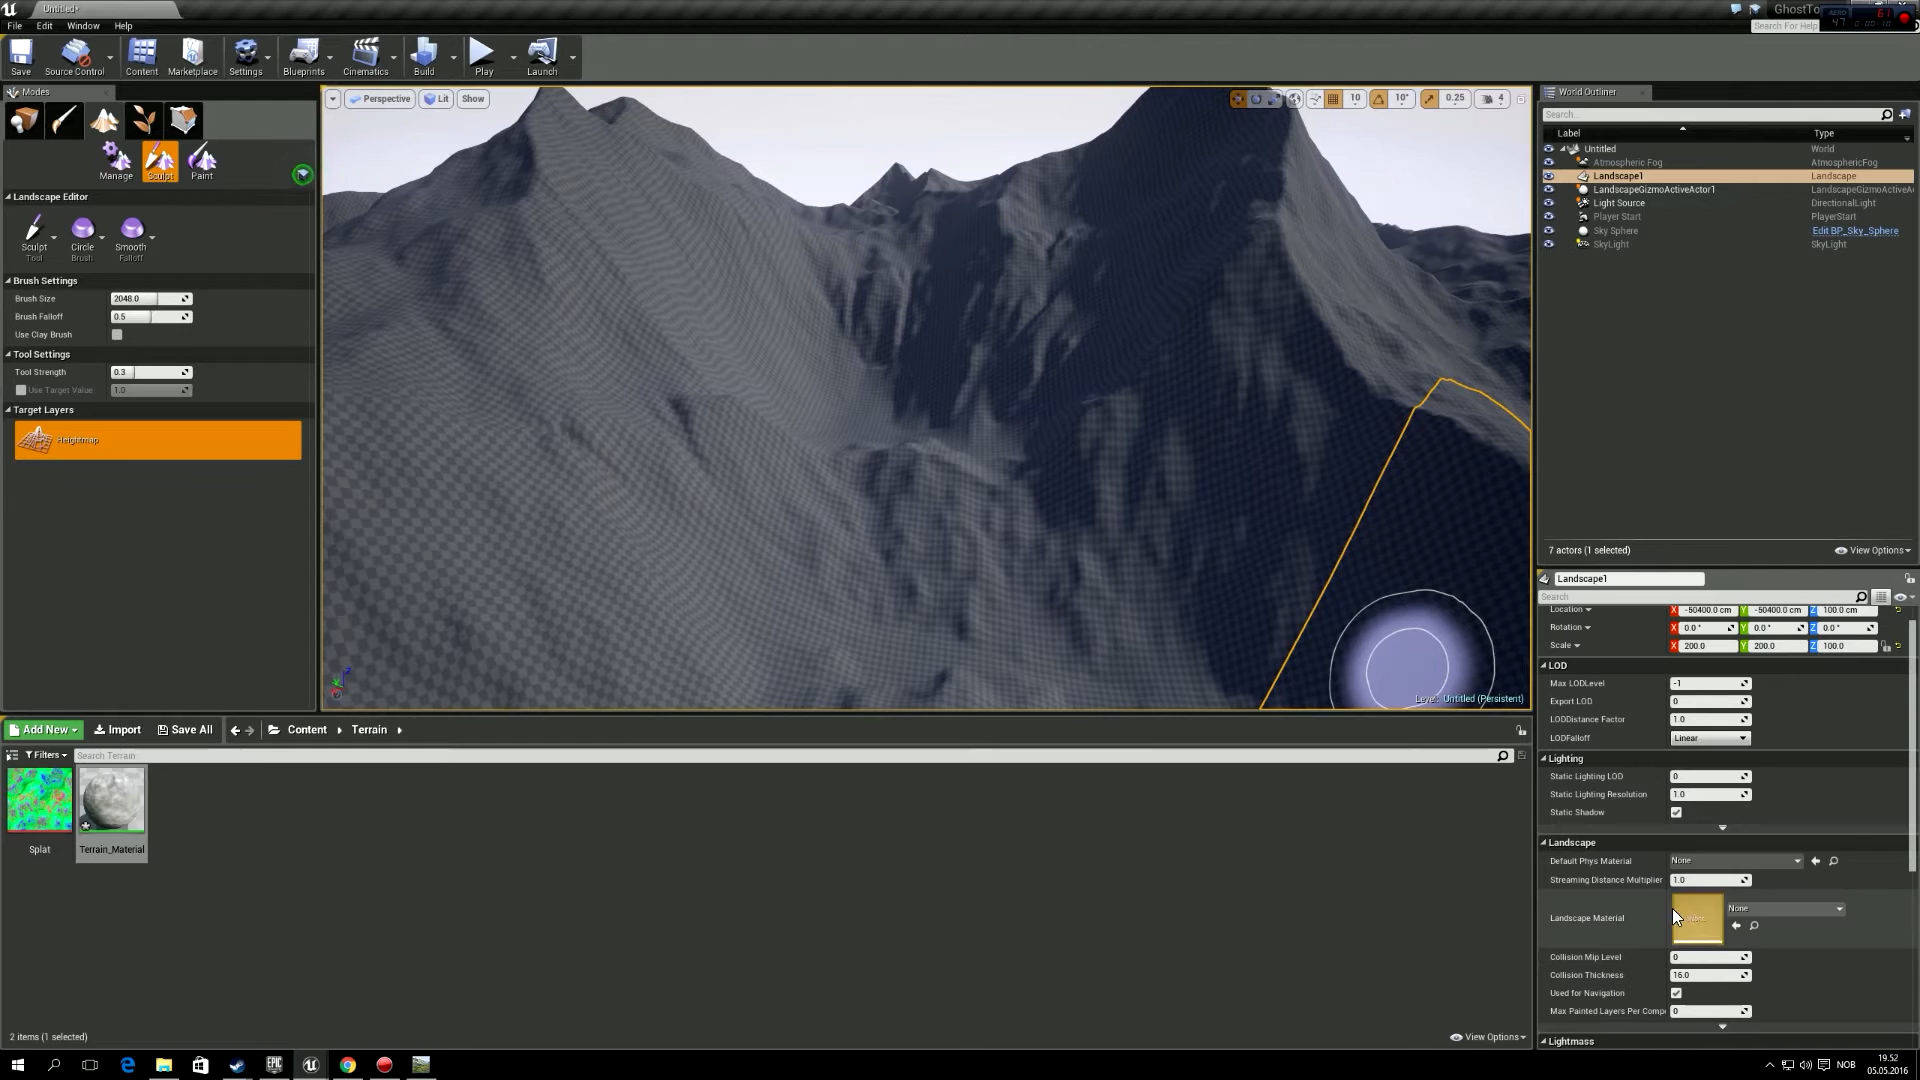 Untitled*
GhostTo
File Edit Window Help
Search For Help
Save Source Control Content Marketplace Settings Blueprints Cinematics Build Play Launch
Modes
Manage Sculpt Paint
Landscape Editor
Sculpt Circle Smooth
Tool Brush Falloff
Brush Settings
Brush Size 2048.0
Brush Falloff 0.5
Use Clay Brush
Tool Settings
Tool Strength 0.3
Use Target Value 1.0
Target Layers
Heightmap
Perspective Lit Show
10 10° 0.25 4
Level: Untitled (Persistent)
World Outliner
Search...
Label Type
Untitled World
Atmospheric Fog AtmosphericFog
Landscape1 Landscape
LandscapeGizmoActiveActor1 LandscapeGizmoActiveA
Light Source DirectionalLight
Player Start PlayerStart
Sky Sphere Edit BP_Sky_Sphere
SkyLight SkyLight
7 actors (1 selected) View Options
Landscape1
Search
Location X -50400.0 cm Y -50400.0 cm Z 100.0 cm
Rotation X 0.0 ° Y 0.0 ° Z 0.0 °
Scale X 200.0 Y 200.0 Z 100.0
LOD
Max LODLevel -1
Export LOD 0
LODDistance Factor 1.0
LODFalloff Linear
Lighting
Static Lighting LOD 0
Static Lighting Resolution 1.0
Static Shadow
Landscape
Default Phys Material None
Streaming Distance Multiplier 1.0
Landscape Material None None
Collision Mip Level 0
Collision Thickness 16.0
Used for Navigation
Max Painted Layers Per Comp 0
Lightmass
Add New Import Save All Content Terrain
Filters Search Terrain
Splat Terrain_Material
2 items (1 selected) View Options
EPIC
NOB
19.52
05.05.2016